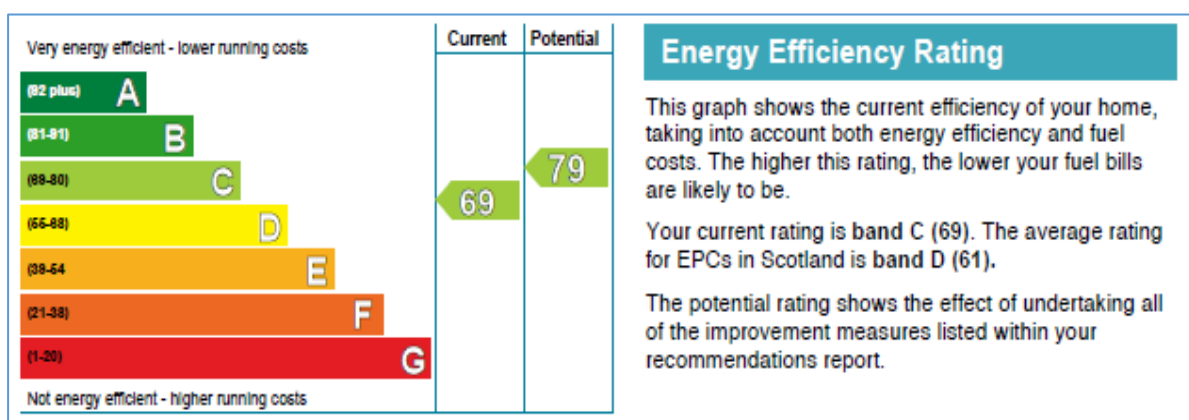 Very energy efficient - lower running costs
Current
Potential
(92 plus) A
(81-91) B
(69-80) C
(55-68) D
(39-54 E
(21-38) F
(1-20) G
69
79
Not energy efficient - higher running costs
Energy Efficiency Rating
This graph shows the current efficiency of your home,
taking into account both energy efficiency and fuel
costs. The higher this rating, the lower your fuel bills
are likely to be.
Your current rating is band C (69). The average rating
for EPCs in Scotland is band D (61).
The potential rating shows the effect of undertaking all
of the improvement measures listed within your
recommendations report.